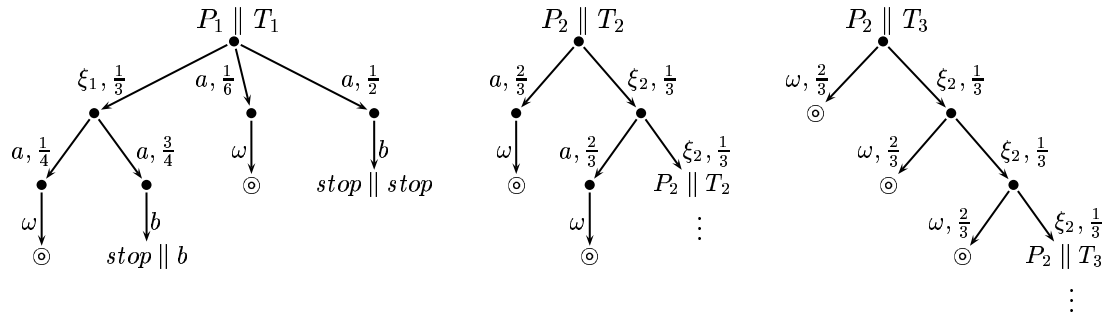 P₁ ∥ T₁
ξ₁, 1/3
a, 1/6
a, 1/2
a, 1/4
a, 3/4
ω
b
ω
b
stop ∥ stop
ω
b
stop ∥ b
P₂ ∥ T₂
a, 2/3
ξ₂, 1/3
ω
a, 2/3
ξ₂, 1/3
P₂ ∥ T₂
⋮
ω
P₂ ∥ T₃
ω, 2/3
ξ₂, 1/3
ω, 2/3
ξ₂, 1/3
ω, 2/3
ξ₂, 1/3
P₂ ∥ T₃
⋮